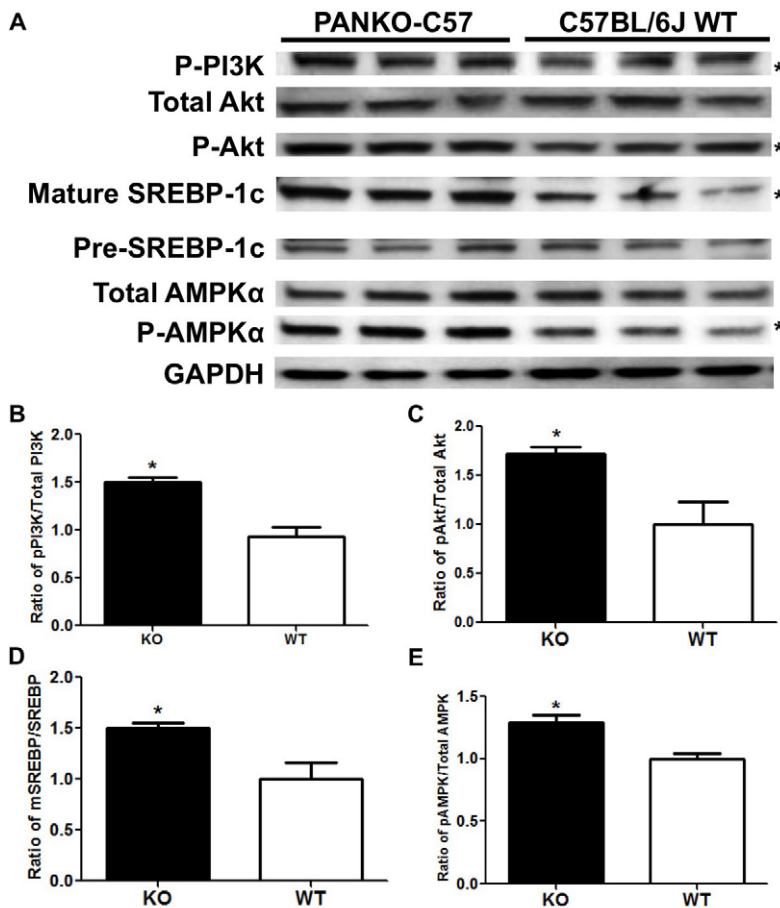 A
PANKO-C57
C57BL/6J WT
P-PI3K
*
Total Akt
P-Akt
*
Mature SREBP-1c
*
Pre-SREBP-1c
Total AMPKα
P-AMPKα
*
GAPDH
B
Ratio of pPI3K/Total PI3K
2.0
1.5
1.0
0.5
0.0
*
KO
WT
C
Ratio of pAkt/Total Akt
2.0
1.5
1.0
0.5
0.0
*
KO
WT
D
Ratio of mSREBP/SREBP
2.0
1.5
1.0
0.5
0.0
*
KO
WT
E
Ratio of pAMPK/Total AMPK
1.5
1.0
0.5
0.0
*
KO
WT